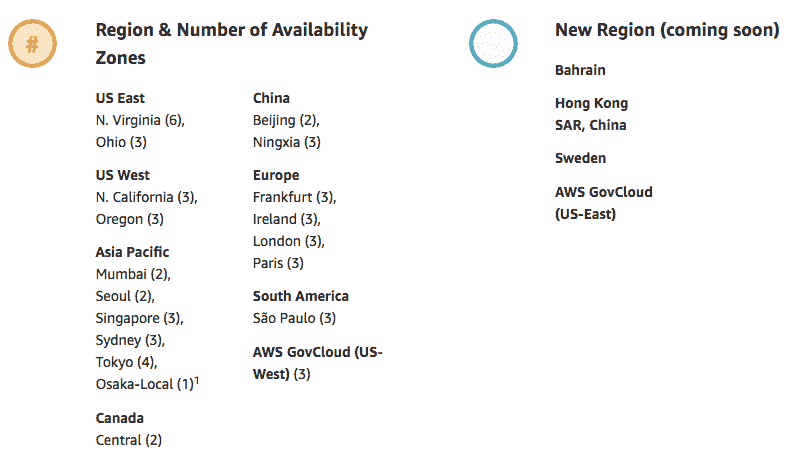 #
Region & Number of Availability
Zones
US East
N. Virginia (6),
Ohio (3)
US West
N. California (3),
Oregon (3)
Asia Pacific
Mumbai (2),
Seoul (2),
Singapore (3),
Sydney (3),
Tokyo (4),
Osaka-Local (1)¹
Canada
Central (2)
China
Beijing (2),
Ningxia (3)
Europe
Frankfurt (3),
Ireland (3),
London (3),
Paris (3)
South America
São Paulo (3)
AWS GovCloud (US-
West) (3)
New Region (coming soon)
Bahrain
Hong Kong
SAR, China
Sweden
AWS GovCloud
(US-East)